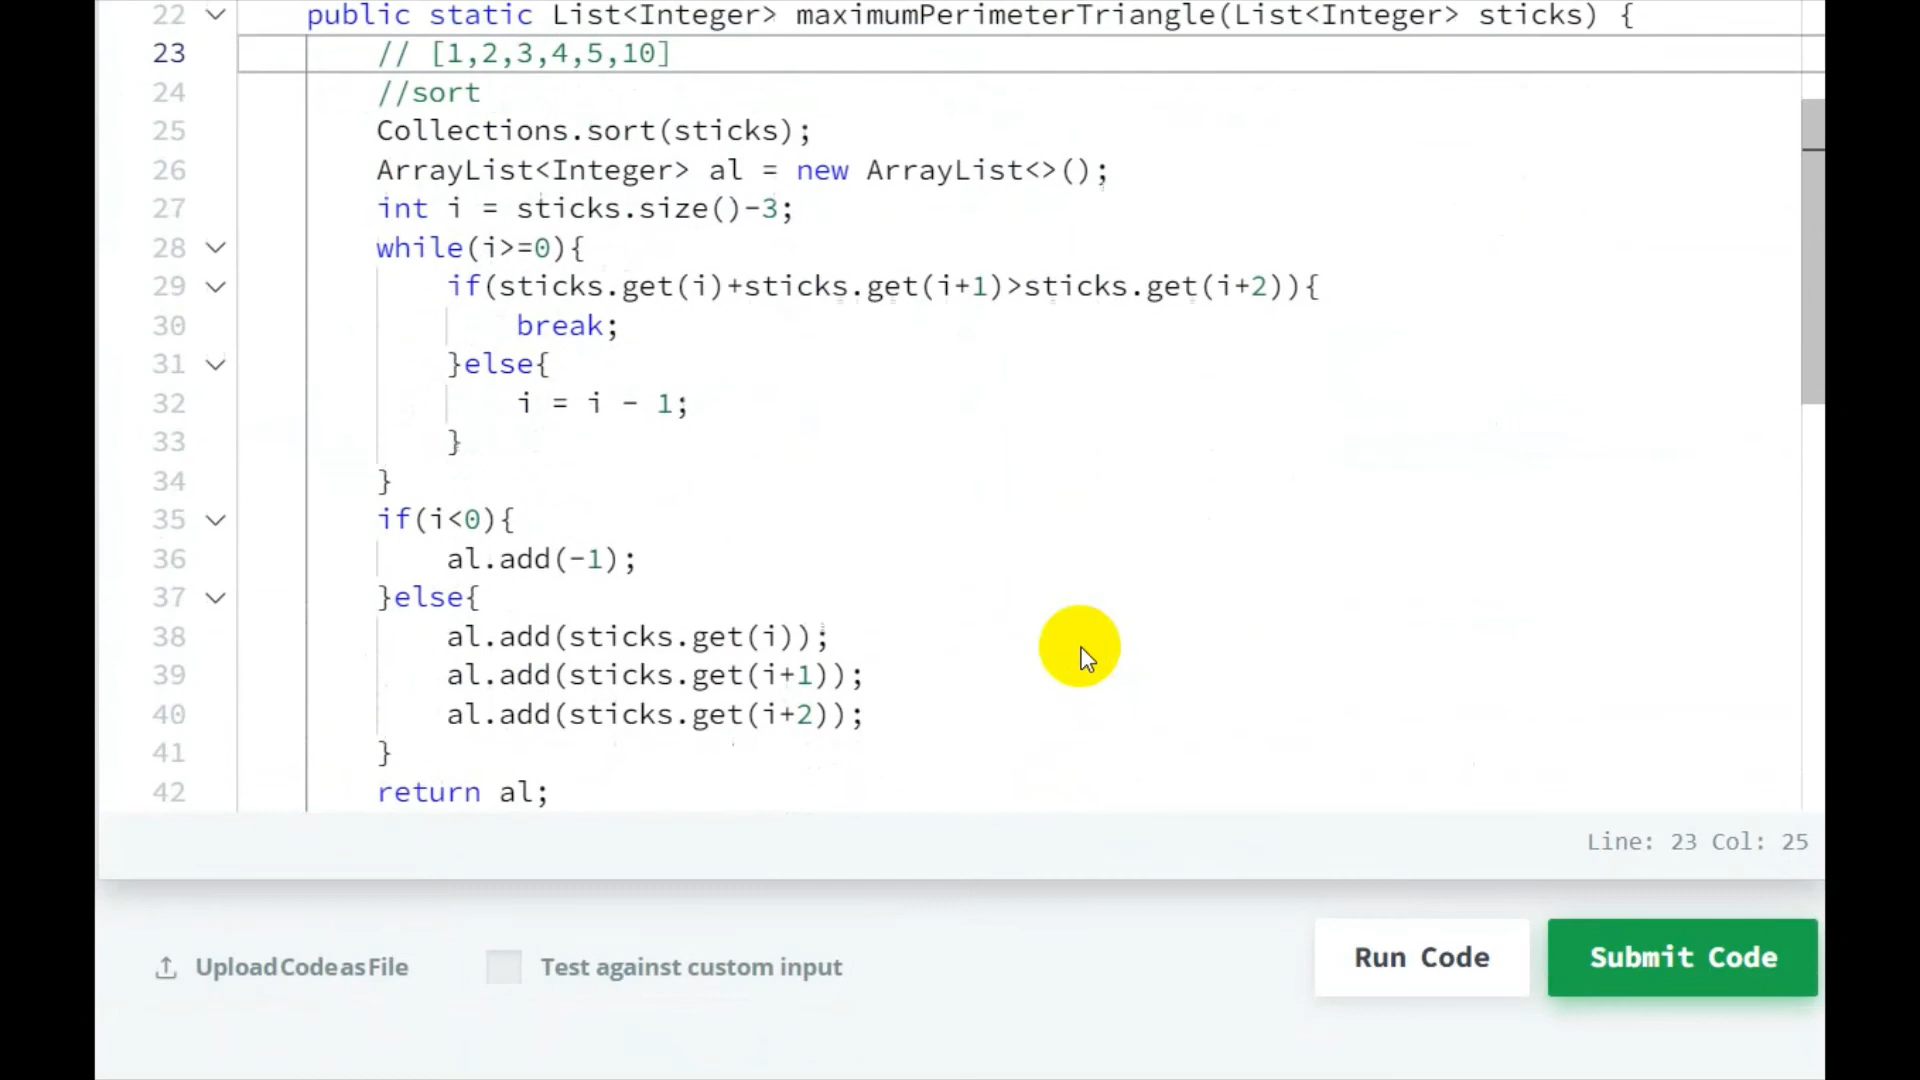 22 public static List<Integer> maximumPerimeterTriangle(List<Integer> sticks) {
23 // [1,2,3,4,5,10]
24 //sort
25 Collections.sort(sticks);
26 ArrayList<Integer> al = new ArrayList<>();
27 int i = sticks.size()-3;
28 while(i>=0){
29 if(sticks.get(i)+sticks.get(i+1)>sticks.get(i+2)){
30 break;
31 }else{
32 i = i - 1;
33 }
34 }
35 if(i<0){
36 al.add(-1);
37 }else{
38 al.add(sticks.get(i));
39 al.add(sticks.get(i+1));
40 al.add(sticks.get(i+2));
41 }
42 return al;
Line: 23 Col: 25
Upload Code as File Test against custom input Run Code Submit Code